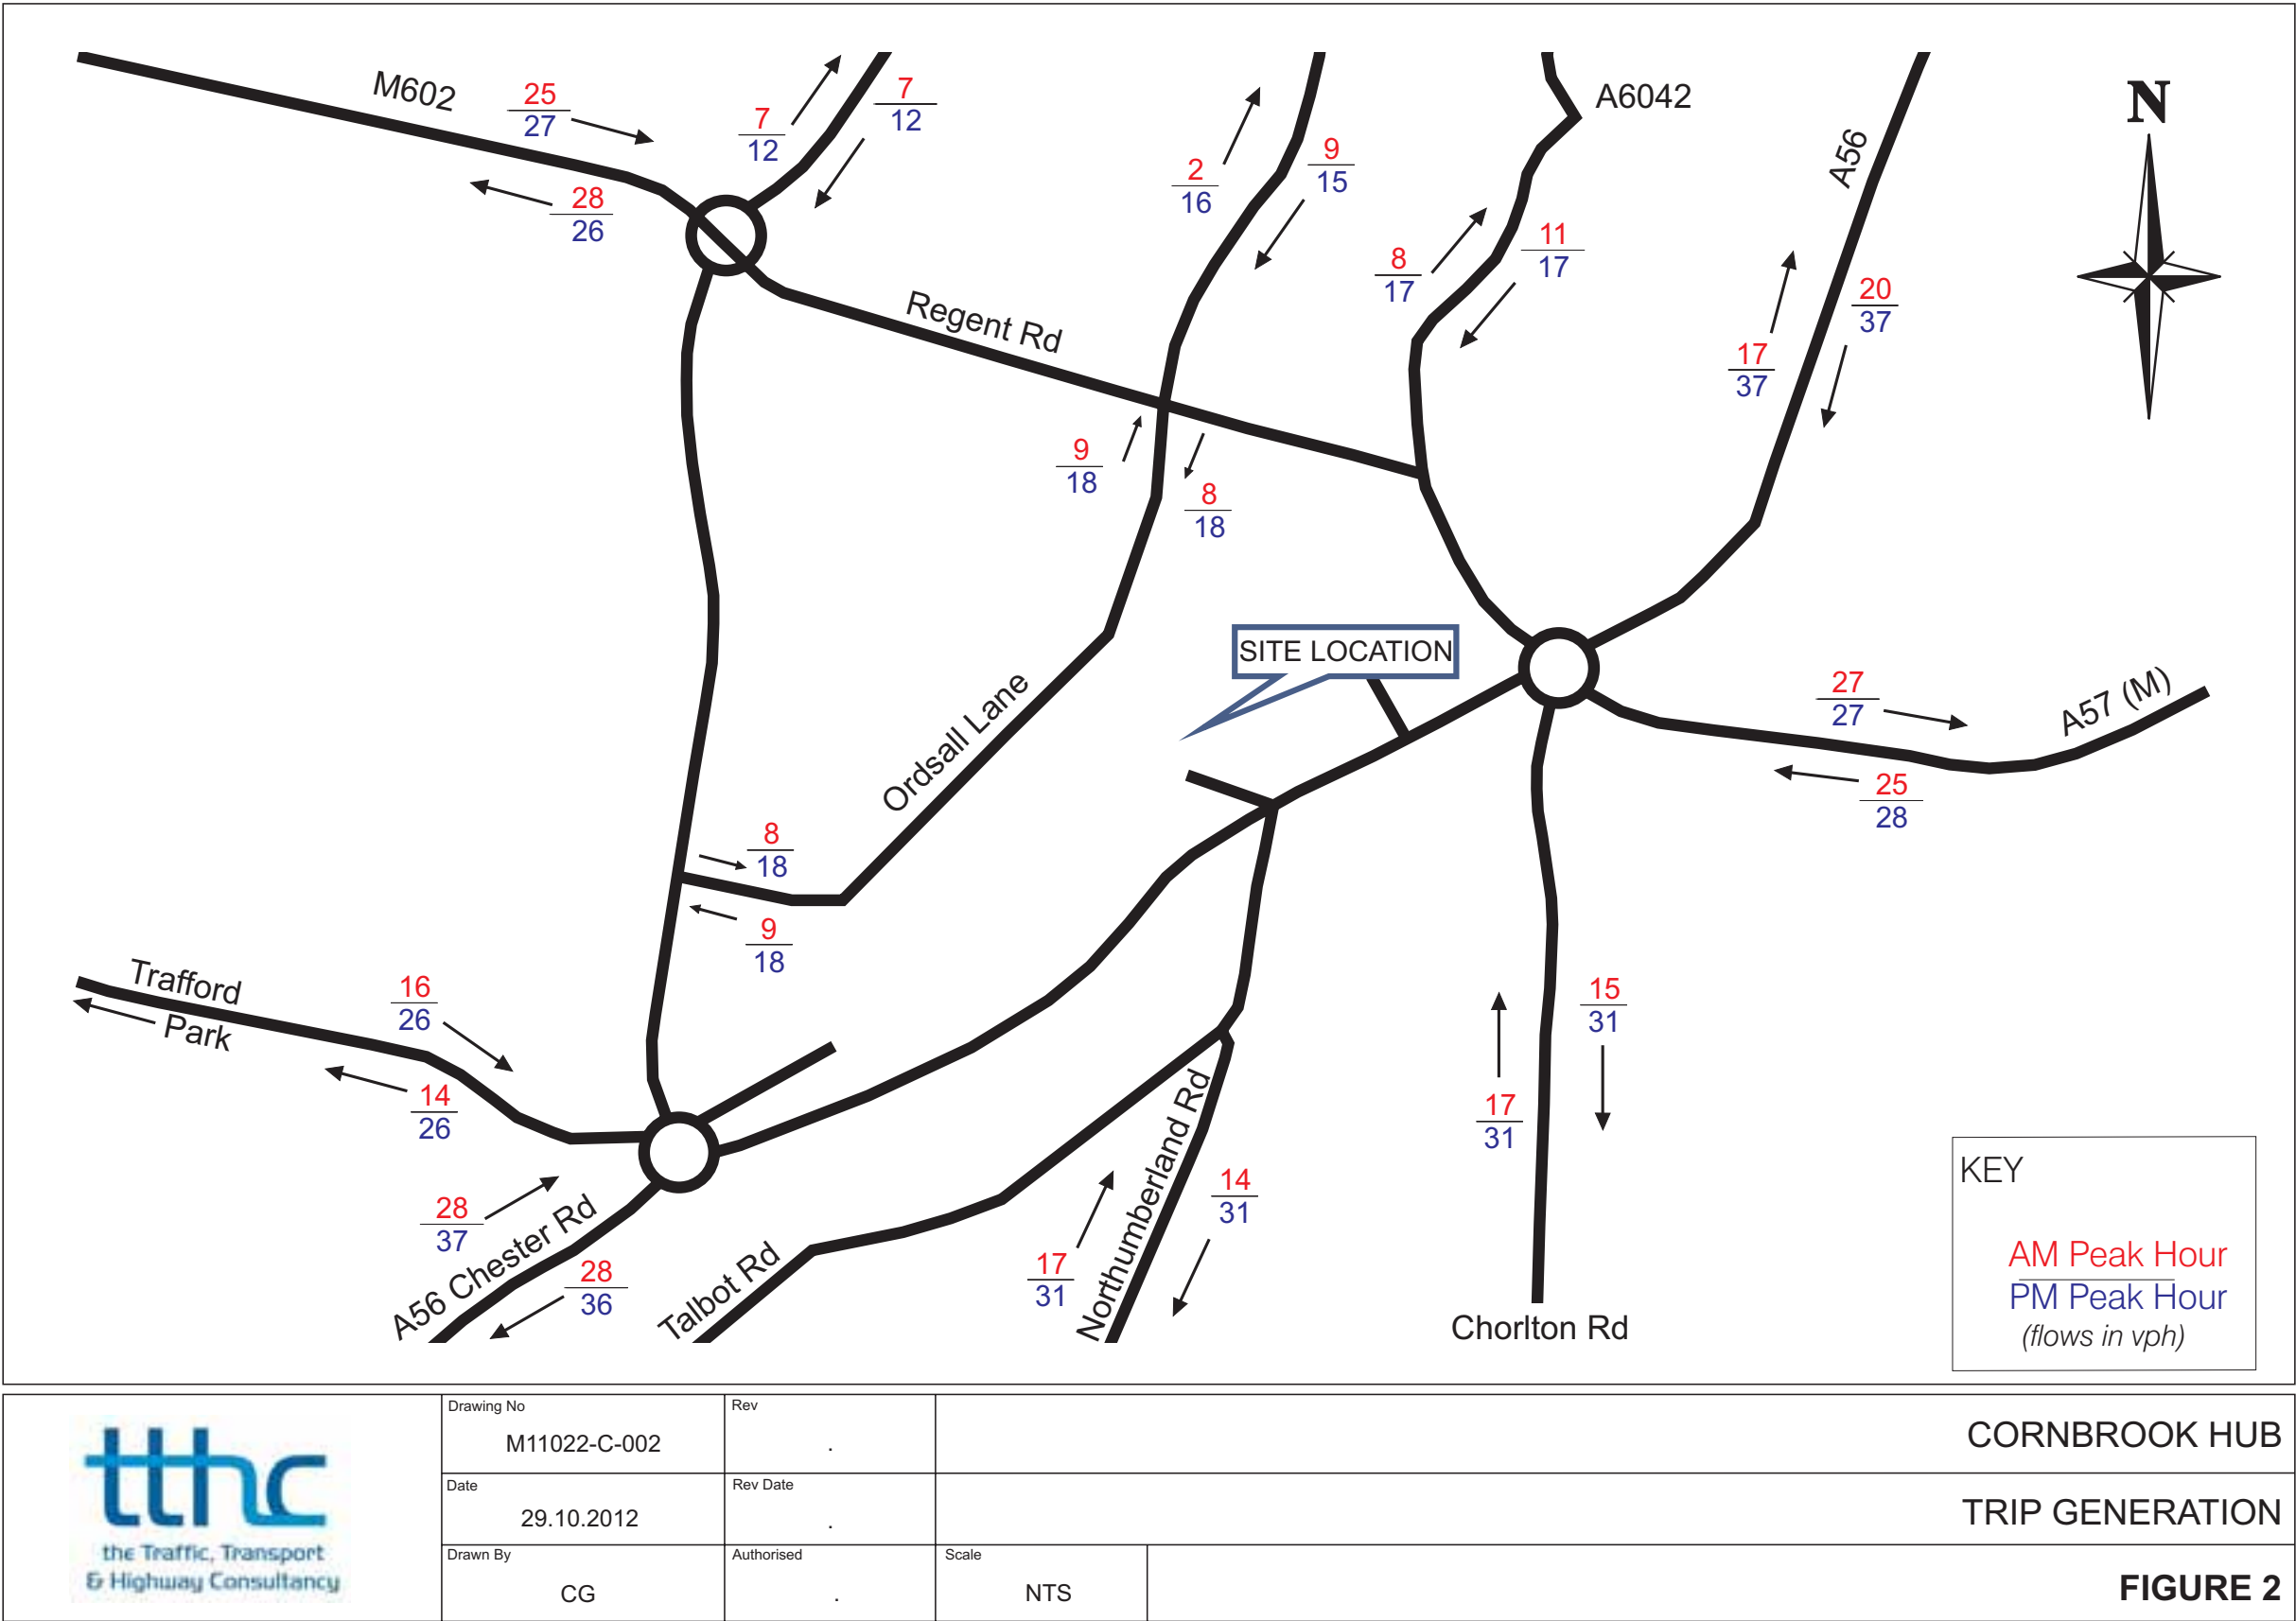 M602
25
27
28
26
7
12
7
12
2
16
9
15
A6042
8
17
11
17
A56
17
37
20
37
N
Regent Rd
9
18
8
18
SITE LOCATION
27
27
A57 (M)
25
28
Ordsall Lane
8
18
9
18
Trafford
Park
16
26
14
26
28
37
A56 Chester Rd
28
36
Talbot Rd
17
31
Northumberland Rd
14
31
17
31
15
31
Chorlton Rd
KEY
AM Peak Hour
PM Peak Hour
(flows in vph)
tthc
the Traffic, Transport
& Highway Consultancy
Drawing No
M11022-C-002
Rev
.
CORNBROOK HUB
Date
29.10.2012
Rev Date
.
TRIP GENERATION
Drawn By
CG
Authorised
.
Scale
NTS
FIGURE 2